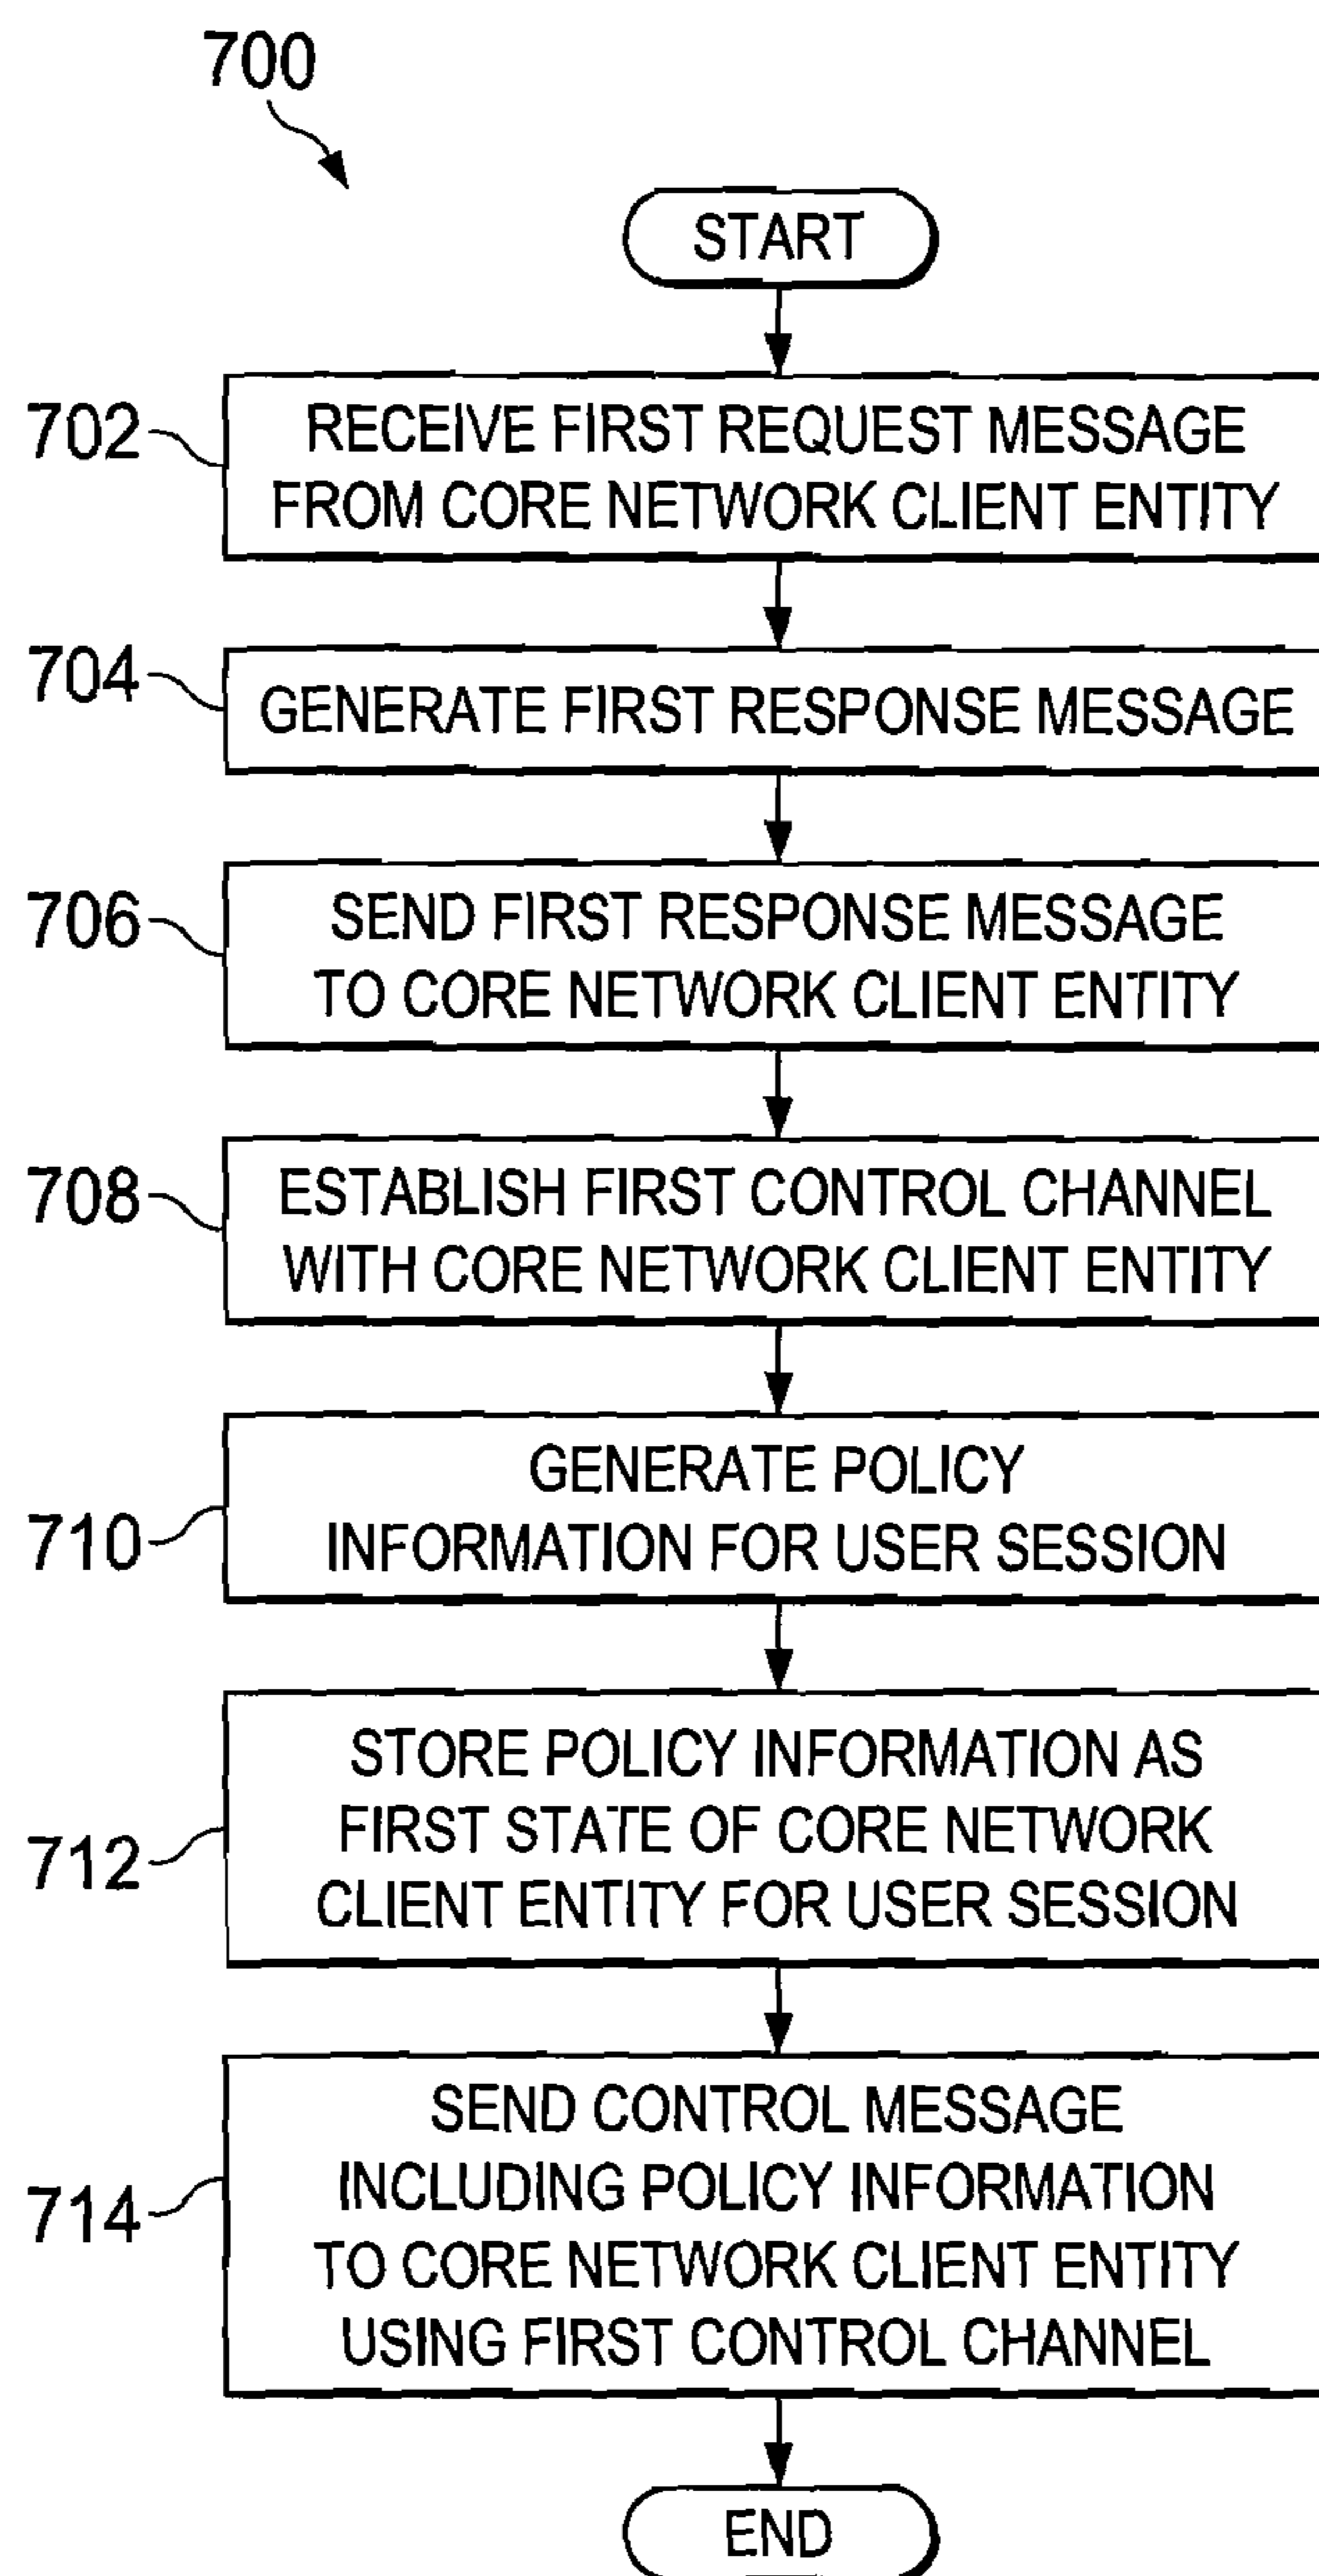 700
START
702
RECEIVE FIRST REQUEST MESSAGE
FROM CORE NETWORK CLIENT ENTITY
704
GENERATE FIRST RESPONSE MESSAGE
706
SEND FIRST RESPONSE MESSAGE
TO CORE NETWORK CLIENT ENTITY
708
ESTABLISH FIRST CONTROL CHANNEL
WITH CORE NETWORK CLIENT ENTITY
710
GENERATE POLICY
INFORMATION FOR USER SESSION
712
STORE POLICY INFORMATION AS
FIRST STATE OF CORE NETWORK
CLIENT ENTITY FOR USER SESSION
714
SEND CONTROL MESSAGE
INCLUDING POLICY INFORMATION
TO CORE NETWORK CLIENT ENTITY
USING FIRST CONTROL CHANNEL
END